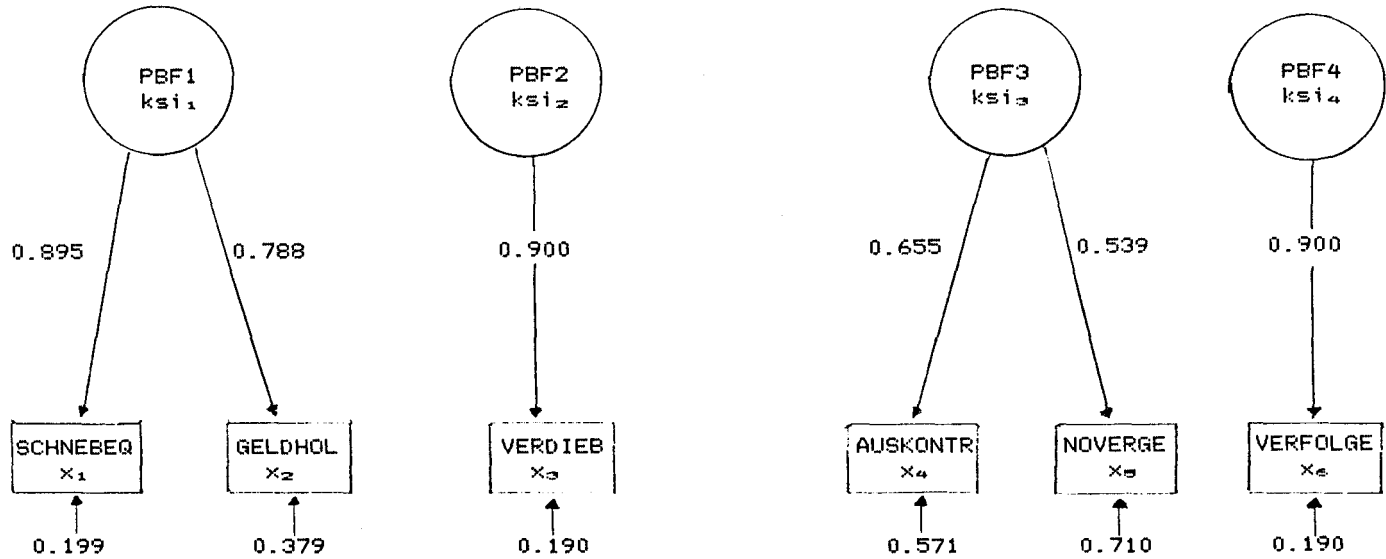 PBF1
ksi₁
PBF2
ksi₂
PBF3
ksi₃
PBF4
ksi₄
0.895
0.788
0.900
0.655
0.539
0.900
SCHNEBEQ
x₁
GELDHOL
x₂
VERDIEB
x₃
AUSKONTR
x₄
NOVERGE
x₅
VERFOLGE
x₆
0.199
0.379
0.190
0.571
0.710
0.190